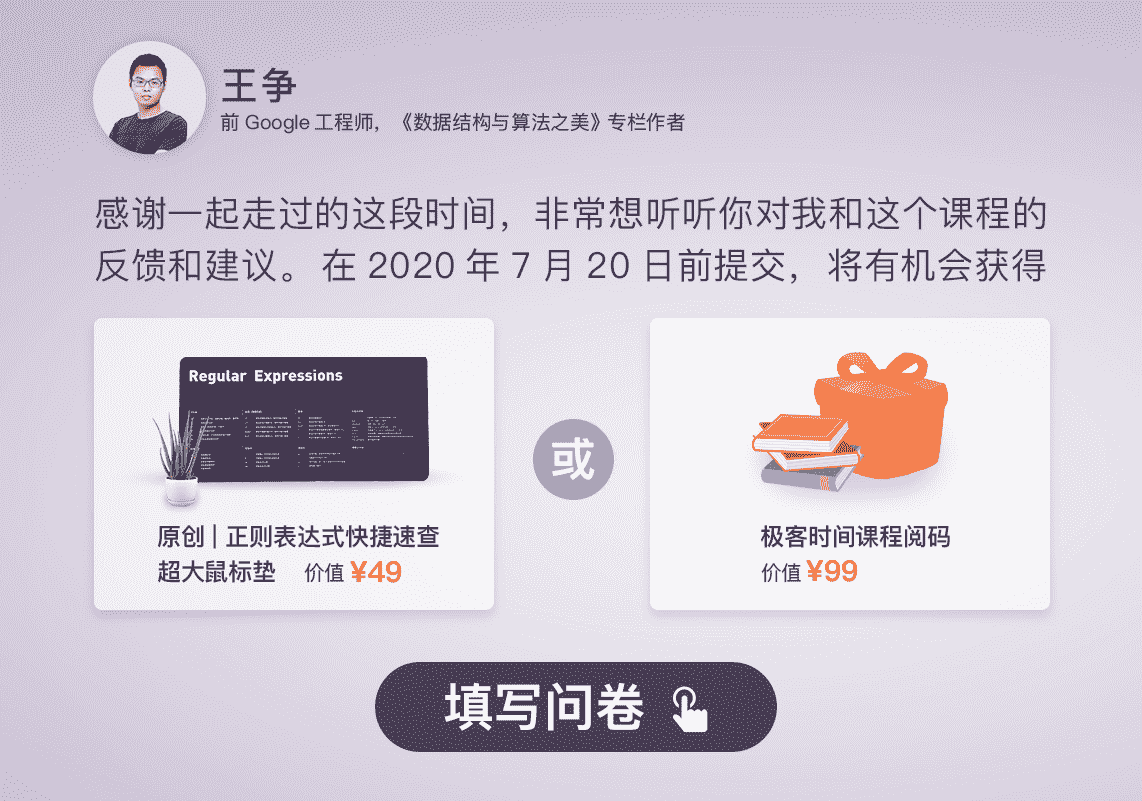 王争
前 Google 工程师，《数据结构与算法之美》专栏作者
感谢一起走过的这段时间，非常想听听你对我和这个课程的
反馈和建议。在 2020 年 7 月 20 日前提交，将有机会获得
Regular Expressions
原创 | 正则表达式快捷速查
超大鼠标垫 价值 ¥49
或
极客时间课程阅码
价值 ¥99
填写问卷